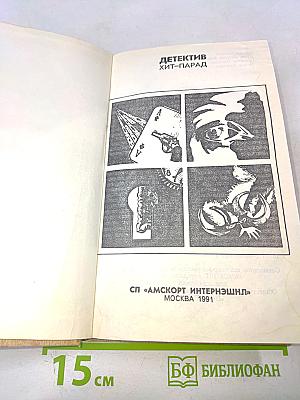 ДЕТЕКТИВ
ХИТ-ПАРАД
СП «АМСКОРТ ИНТЕРНЭШНЛ»
МОСКВА 1991
15 см
БФ БИБЛИОФАН